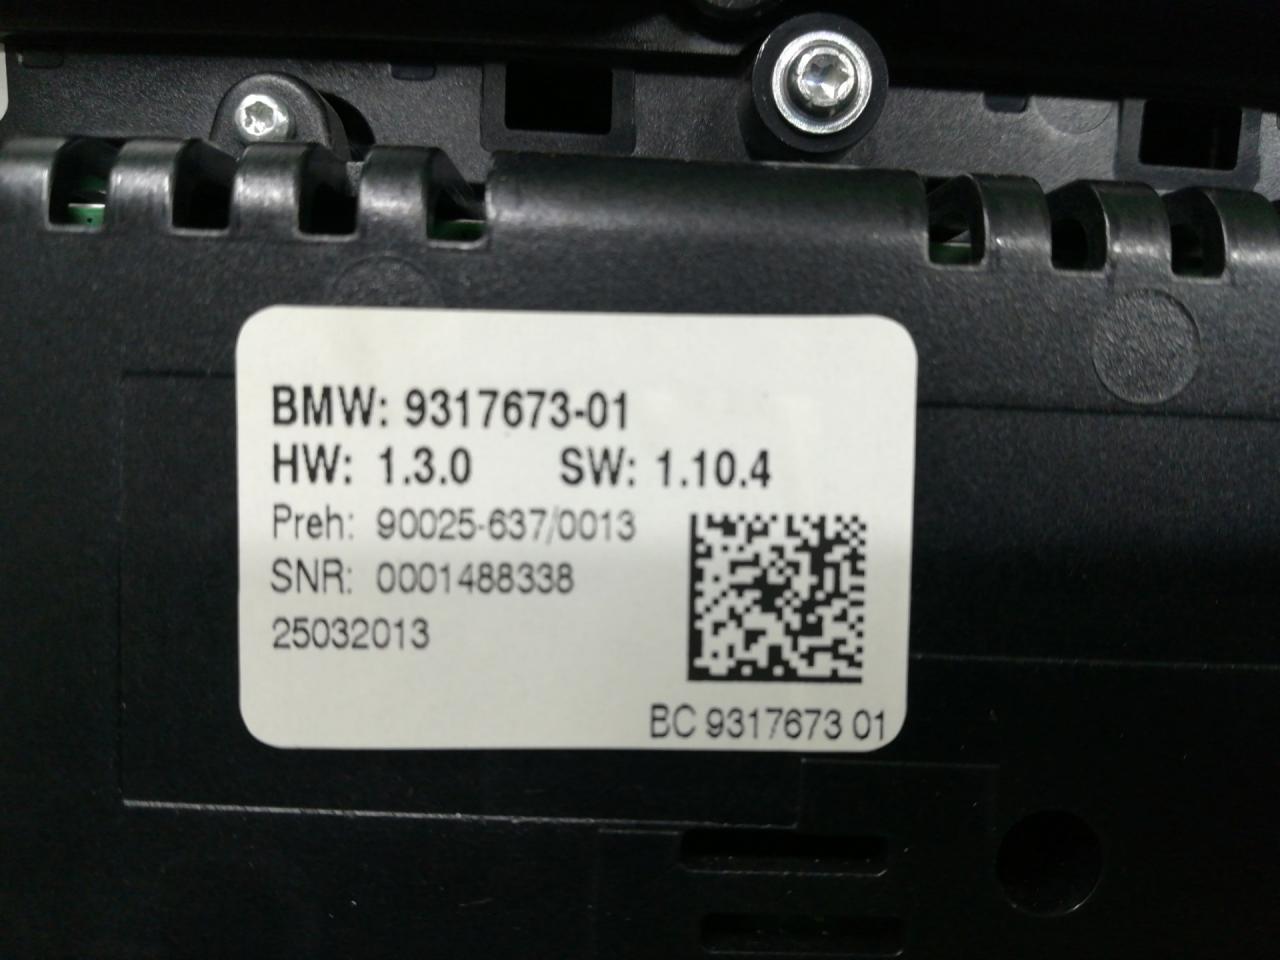 BMW: 9317673-01
HW: 1.3.0 SW: 1.10.4
Preh: 90025-637/0013
SNR: 0001488338
25032013
BC 9317673 01